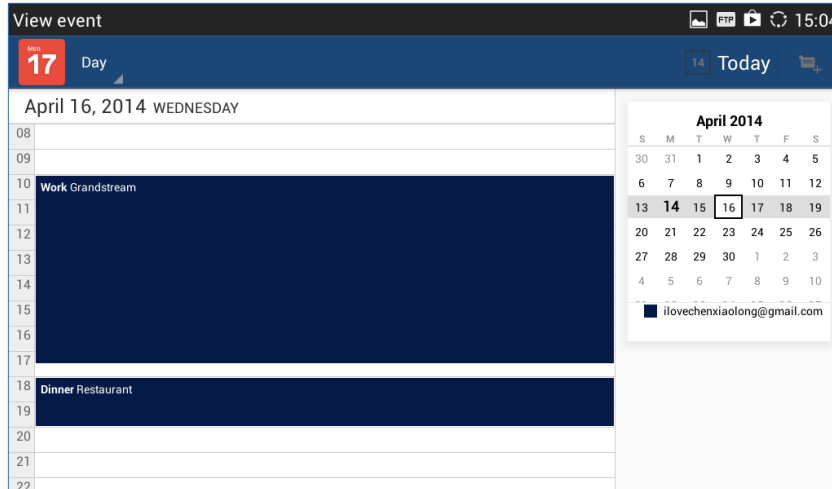 View event
FTP
15:04
Mon
17
Day
14
Today
April 16, 2014 WEDNESDAY
08
09
10
Work Grandstream
11
12
13
14
15
16
17
18
Dinner Restaurant
19
20
21
22
April 2014
S M T W T F S
30 31 1 2 3 4 5
6 7 8 9 10 11 12
13 14 15 16 17 18 19
20 21 22 23 24 25 26
27 28 29 30 1 2 3
4 5 6 7 8 9 10
ilovechenxiaolong@gmail.com